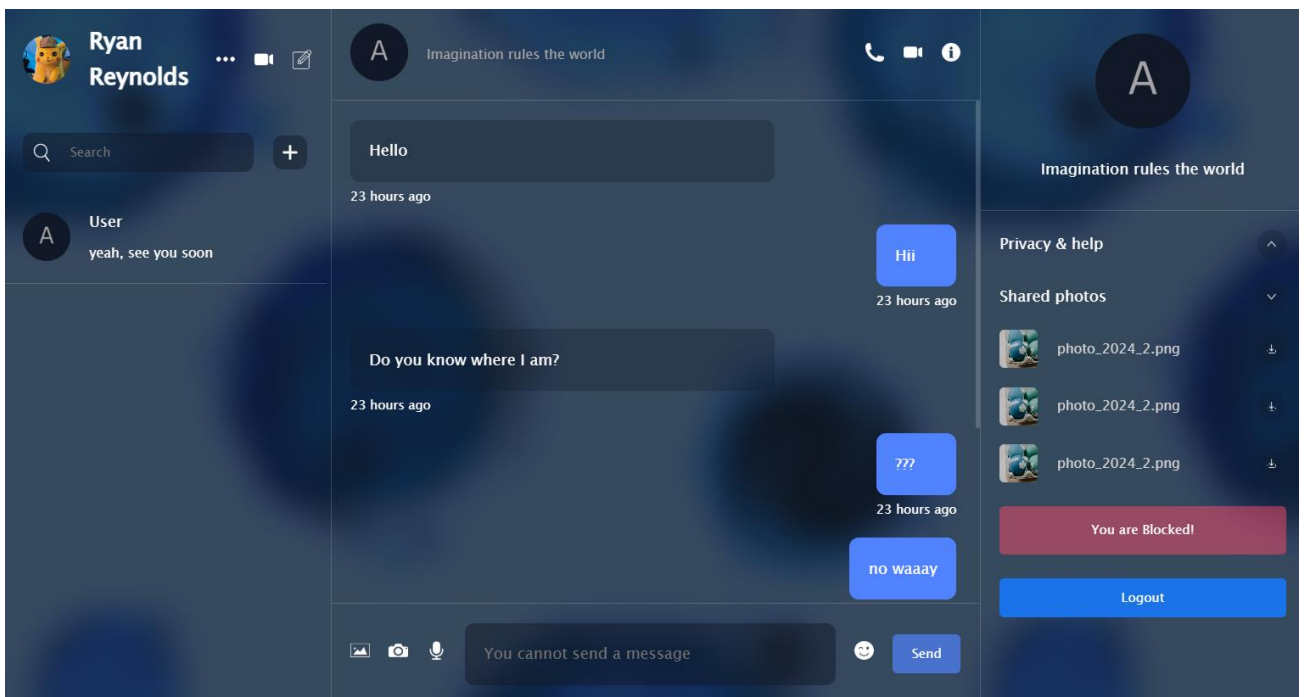 Ryan
Reynolds
Search
A
User
yeah, see you soon
A
Imagination rules the world
Hello
23 hours ago
Hii
23 hours ago
Do you know where I am?
23 hours ago
???
23 hours ago
no waaay
You cannot send a message
Send
A
Imagination rules the world
Privacy & help
Shared photos
photo_2024_2.png
photo_2024_2.png
photo_2024_2.png
You are Blocked!
Logout